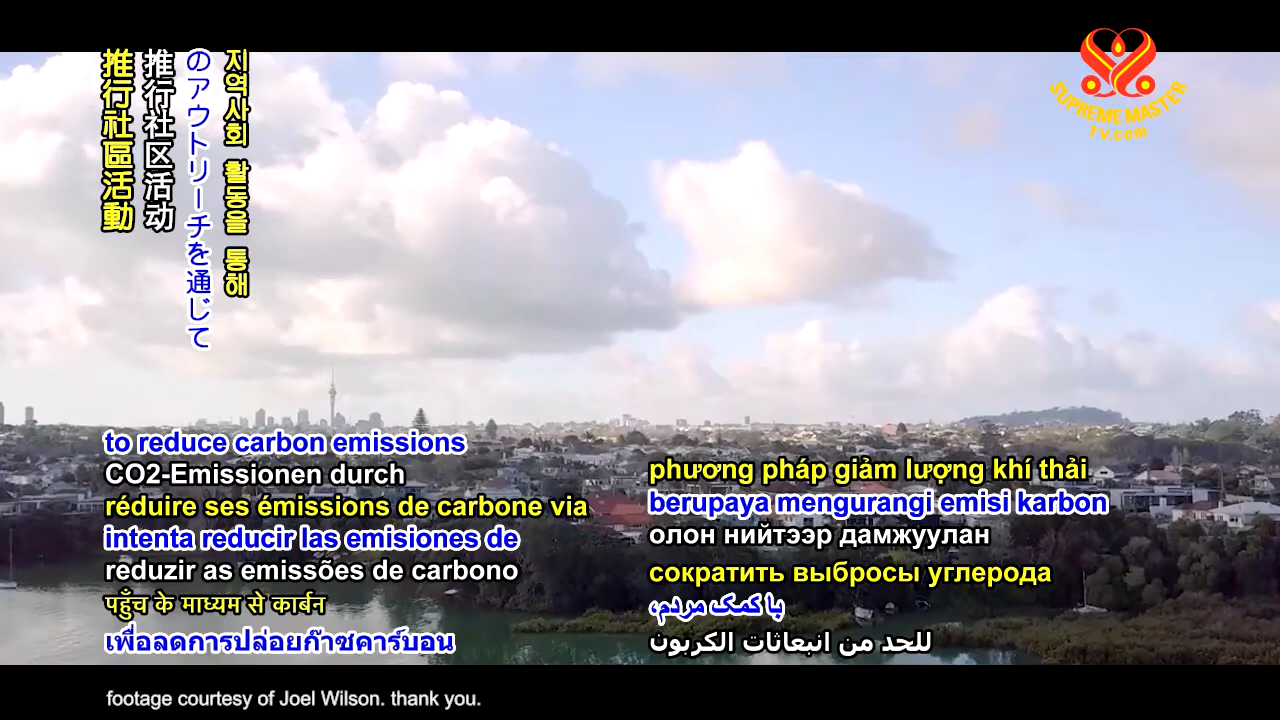 推行社區活動
推行社区活动
のアウトリーチを通じて
지역사회 활동을 통해
SUPREME MASTER
TV.com
to reduce carbon emissions
CO2-Emissionen durch
réduire ses émissions de carbone via
intenta reducir las emisiones de
reduzir as emissões de carbono
पहुँच के माध्यम से कार्बन
เพื่อลดการปล่อยก๊าซคาร์บอน
phương pháp giảm lượng khí thải
berupaya mengurangi emisi karbon
олон нийтээр дамжуулан
сократить выбросы углерода
با کمک مردم،
للحد من انبعاثات الكربون
footage courtesy of Joel Wilson. thank you.